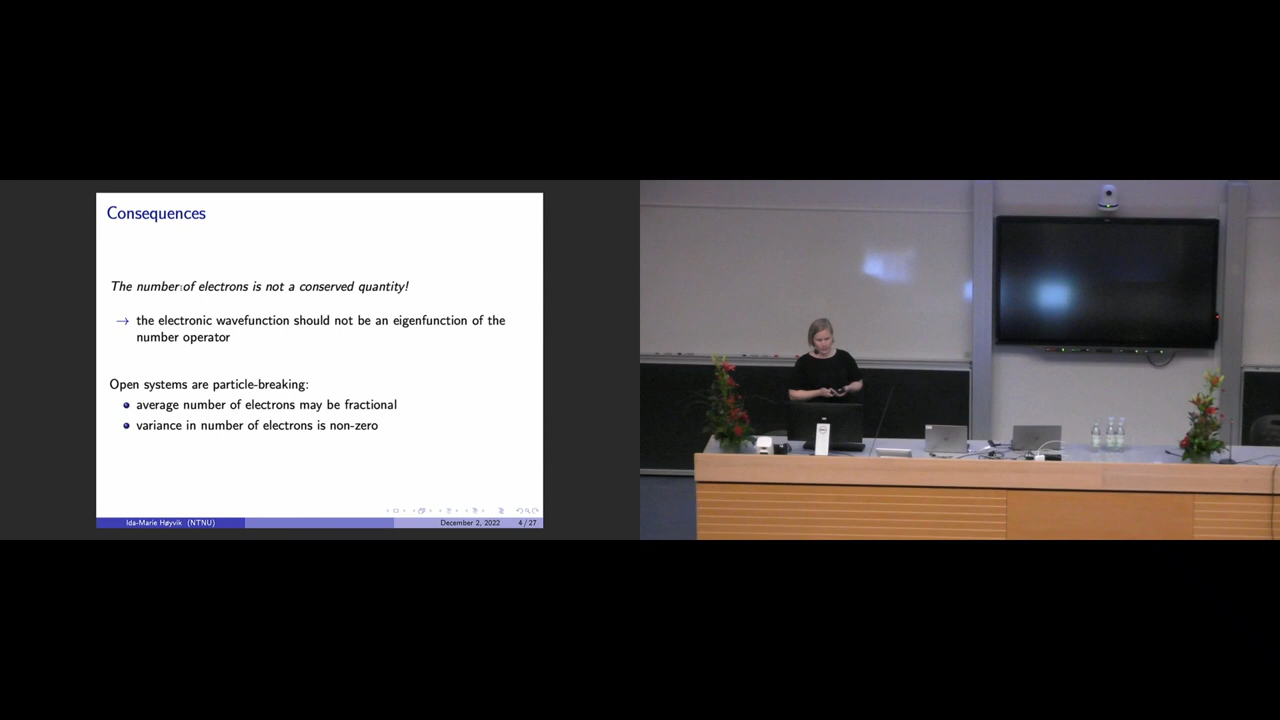 Consequences
The number of electrons is not a conserved quantity!
→ the electronic wavefunction should not be an eigenfunction of the
number operator
Open systems are particle-breaking:
average number of electrons may be fractional
variance in number of electrons is non-zero
Ida-Marie Høyvik (NTNU)
December 2, 2022
4 / 27